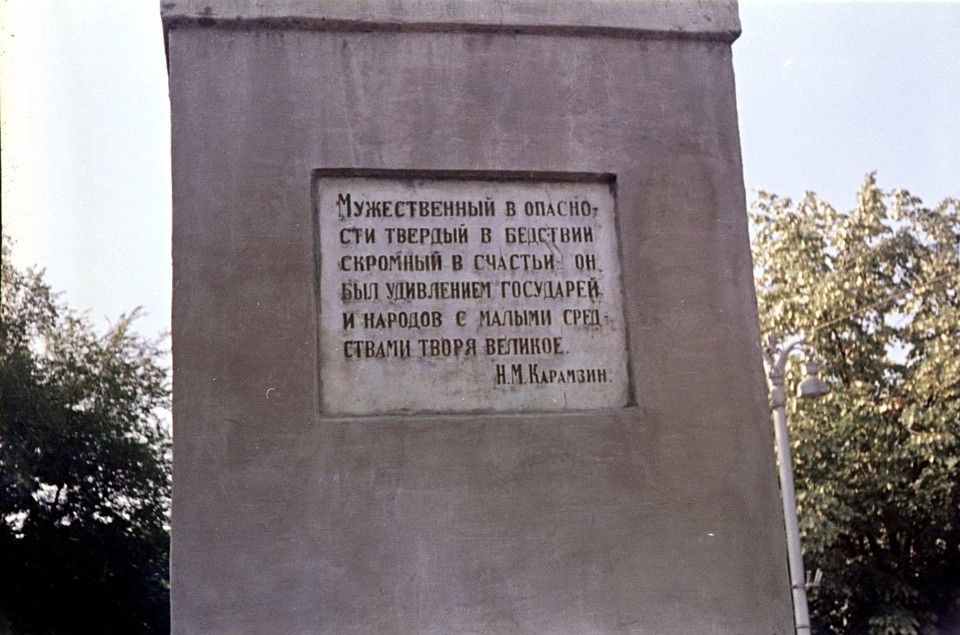 Мужественный в опасно-
сти твердый в бедствии
скромный в счастьи он
был удивлением государей
и народов с малыми сред-
ствами творя великое.
Н.М.Карамзин.